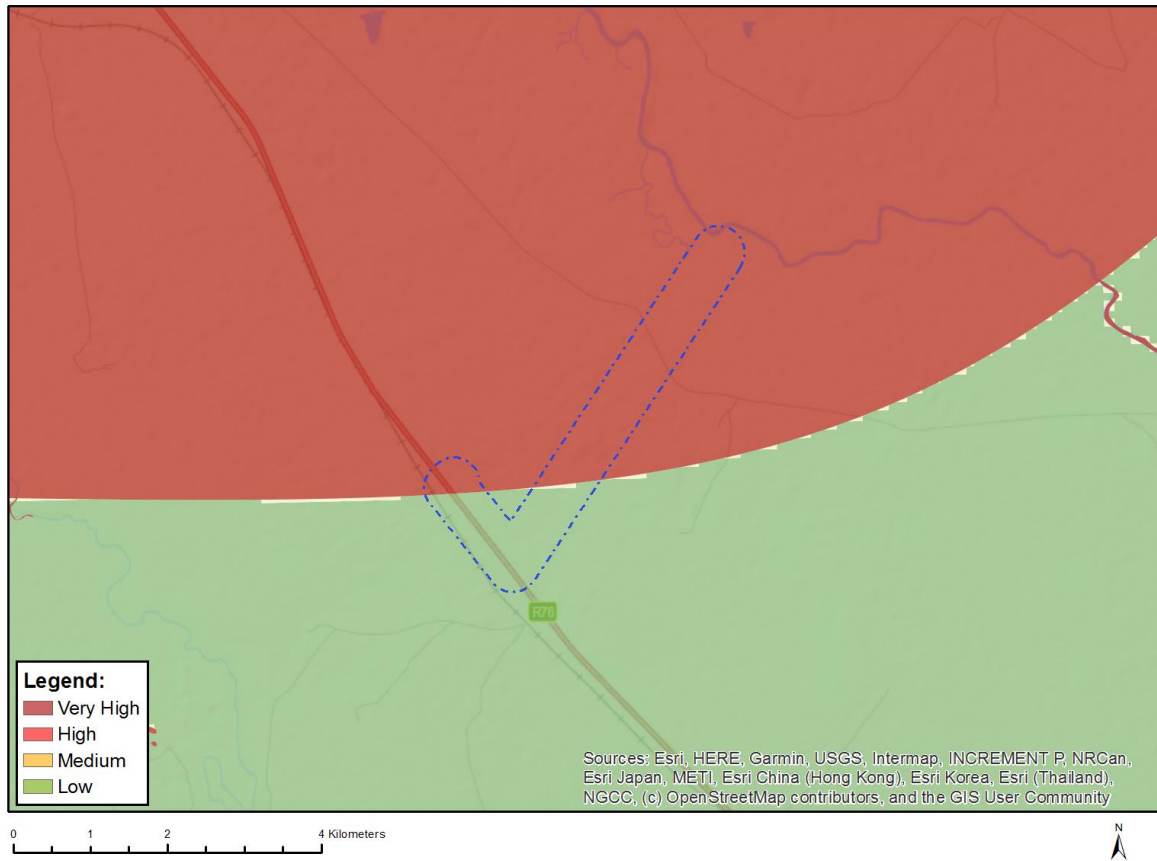 R76
Legend:
Very High
High
Medium
Low
Sources: Esri, HERE, Garmin, USGS, Intermap, INCREMENT P, NRCan,
Esri Japan, METI, Esri China (Hong Kong), Esri Korea, Esri (Thailand),
NGCC, (c) OpenStreetMap contributors, and the GIS User Community
0 1 2 4 Kilometers
N